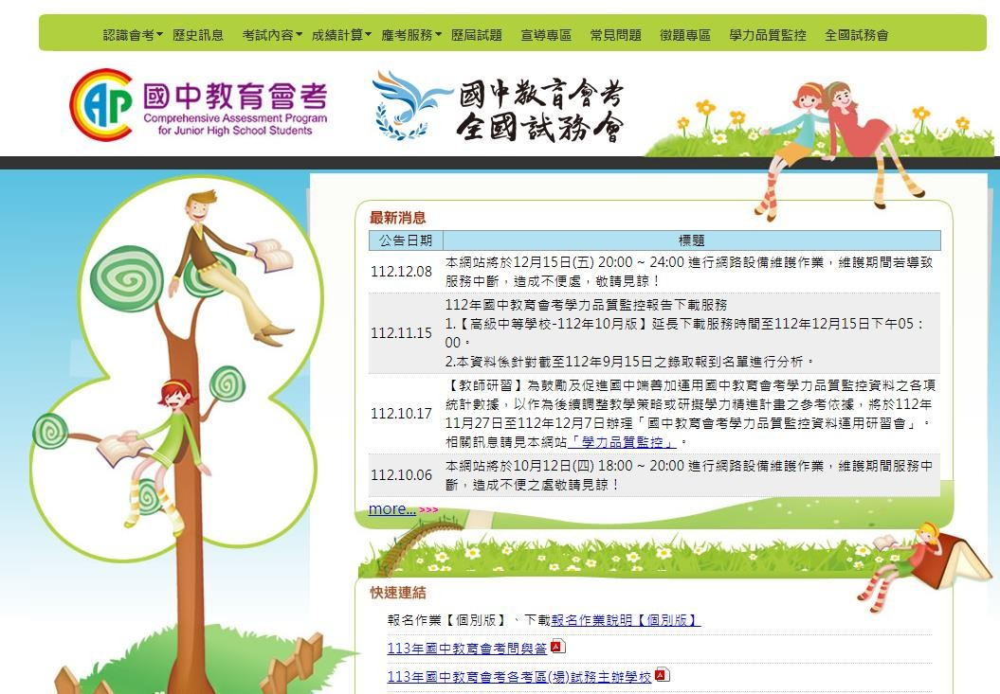 認識會考 歷史訊息 考試內容 成績計算 應考服務 歷屆試題 宣導專區 常見問題 徵題專區 學力品質監控 全國試務會
CAP 國中教育會考
Comprehensive Assessment Program
for Junior High School Students
國中教育會考
全國試務會
最新消息
公告日期 標題
112.12.08 本網站將於12月15日(五) 20:00 ~ 24:00 進行網路設備維護作業，維護期間若導致
服務中斷，造成不便處，敬請見諒！
112年國中教育會考學力品質監控報告下載服務
112.11.15 1.【高級中等學校-112年10月版】延長下載服務時間至112年12月15日下午05：
00。
2.本資料係針對截至112年9月15日之錄取報到名單進行分析。
【教師研習】為鼓勵及促進國中端善加運用國中教育會考學力品質監控資料之各項
112.10.17 統計數據，以作為後續調整教學策略或研擬學力精進計畫之參考依據，將於112年
11月27日至112年12月7日辦理「國中教育會考學力品質監控資料運用研習會」。
相關訊息請見本網站「學力品質監控」。
112.10.06 本網站將於10月12日(四) 18:00 ~ 20:00 進行網路設備維護作業，維護期間服務中
斷，造成不便之處敬請見諒！
more... >>>
快速連結
報名作業【個別版】、下載報名作業說明【個別版】
113年國中教育會考問與答
113年國中教育會考各考區(場)試務主辦學校